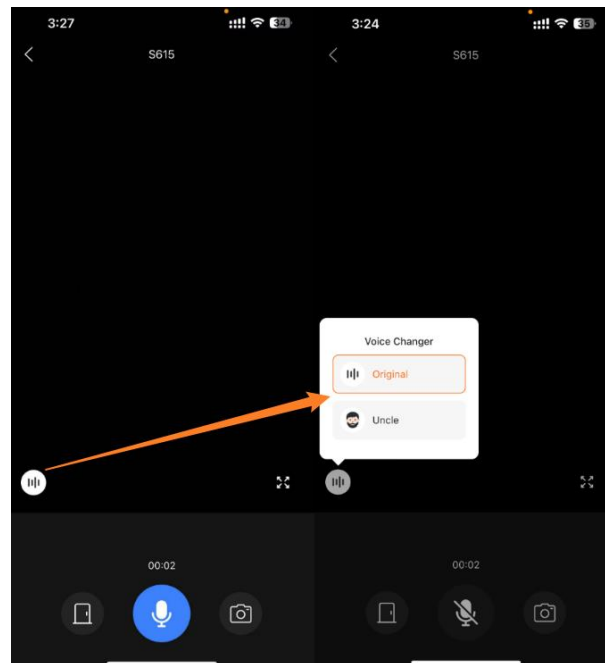 3:27
34
S615
00:02
3:24
35
S615
Voice Changer
Original
Uncle
00:02